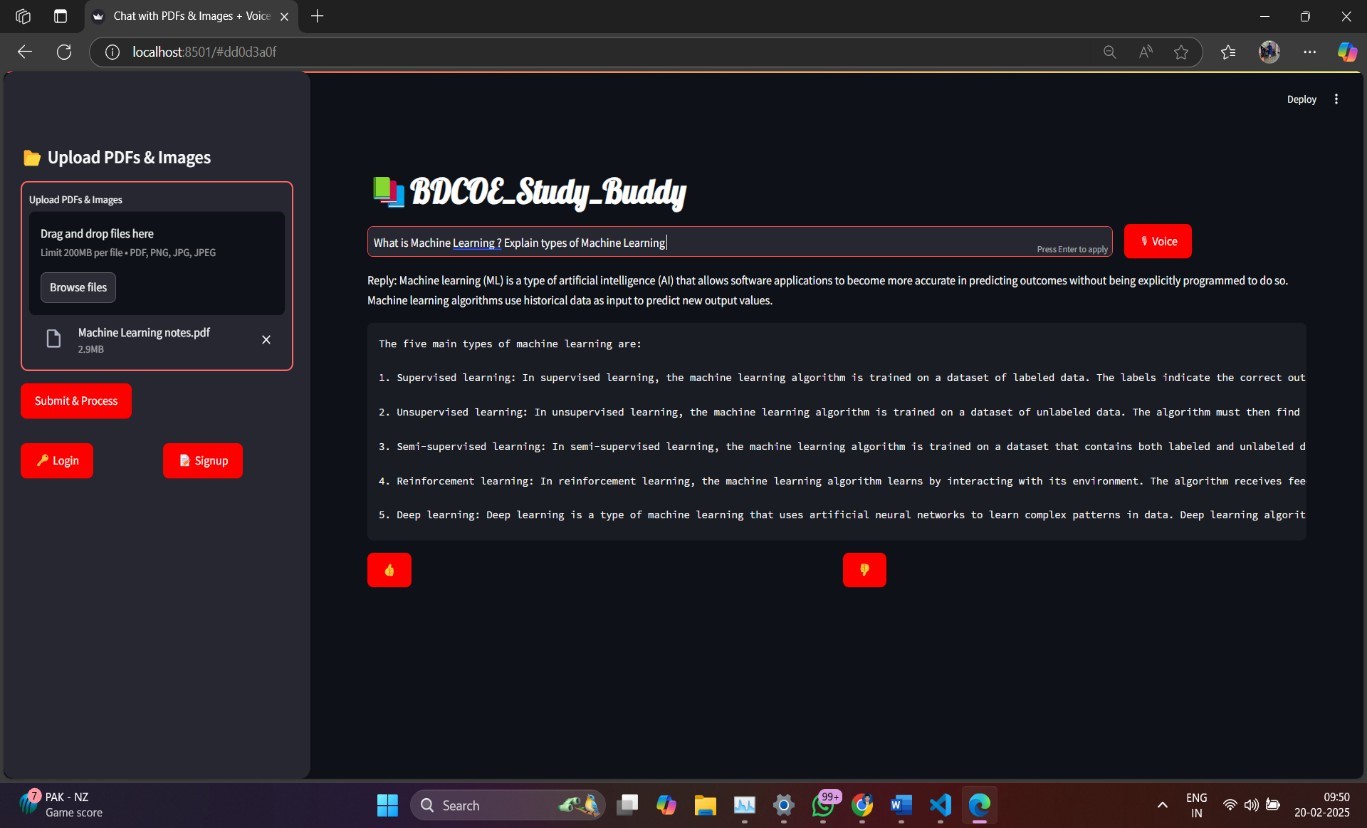 Chat with PDFs & Images + Voice
localhost:8501/#dd0d3a0f
Deploy
Upload PDFs & Images
Upload PDFs & Images
Drag and drop files here
Limit 200MB per file • PDF, PNG, JPG, JPEG
Browse files
Machine Learning notes.pdf
2.9MB
Submit & Process
Login
Signup
BDCOE_Study_Buddy
What is Machine Learning ? Explain types of Machine Learning
Press Enter to apply
Voice
Reply: Machine learning (ML) is a type of artificial intelligence (AI) that allows software applications to become more accurate in predicting outcomes without being explicitly programmed to do so.
Machine learning algorithms use historical data as input to predict new output values.
The five main types of machine learning are:
1. Supervised learning: In supervised learning, the machine learning algorithm is trained on a dataset of labeled data. The labels indicate the correct out
2. Unsupervised learning: In unsupervised learning, the machine learning algorithm is trained on a dataset of unlabeled data. The algorithm must then find
3. Semi-supervised learning: In semi-supervised learning, the machine learning algorithm is trained on a dataset that contains both labeled and unlabeled d
4. Reinforcement learning: In reinforcement learning, the machine learning algorithm learns by interacting with its environment. The algorithm receives fee
5. Deep learning: Deep learning is a type of machine learning that uses artificial neural networks to learn complex patterns in data. Deep learning algorit
7
PAK - NZ
Game score
Search
99+
ENG
IN
09:50
20-02-2025